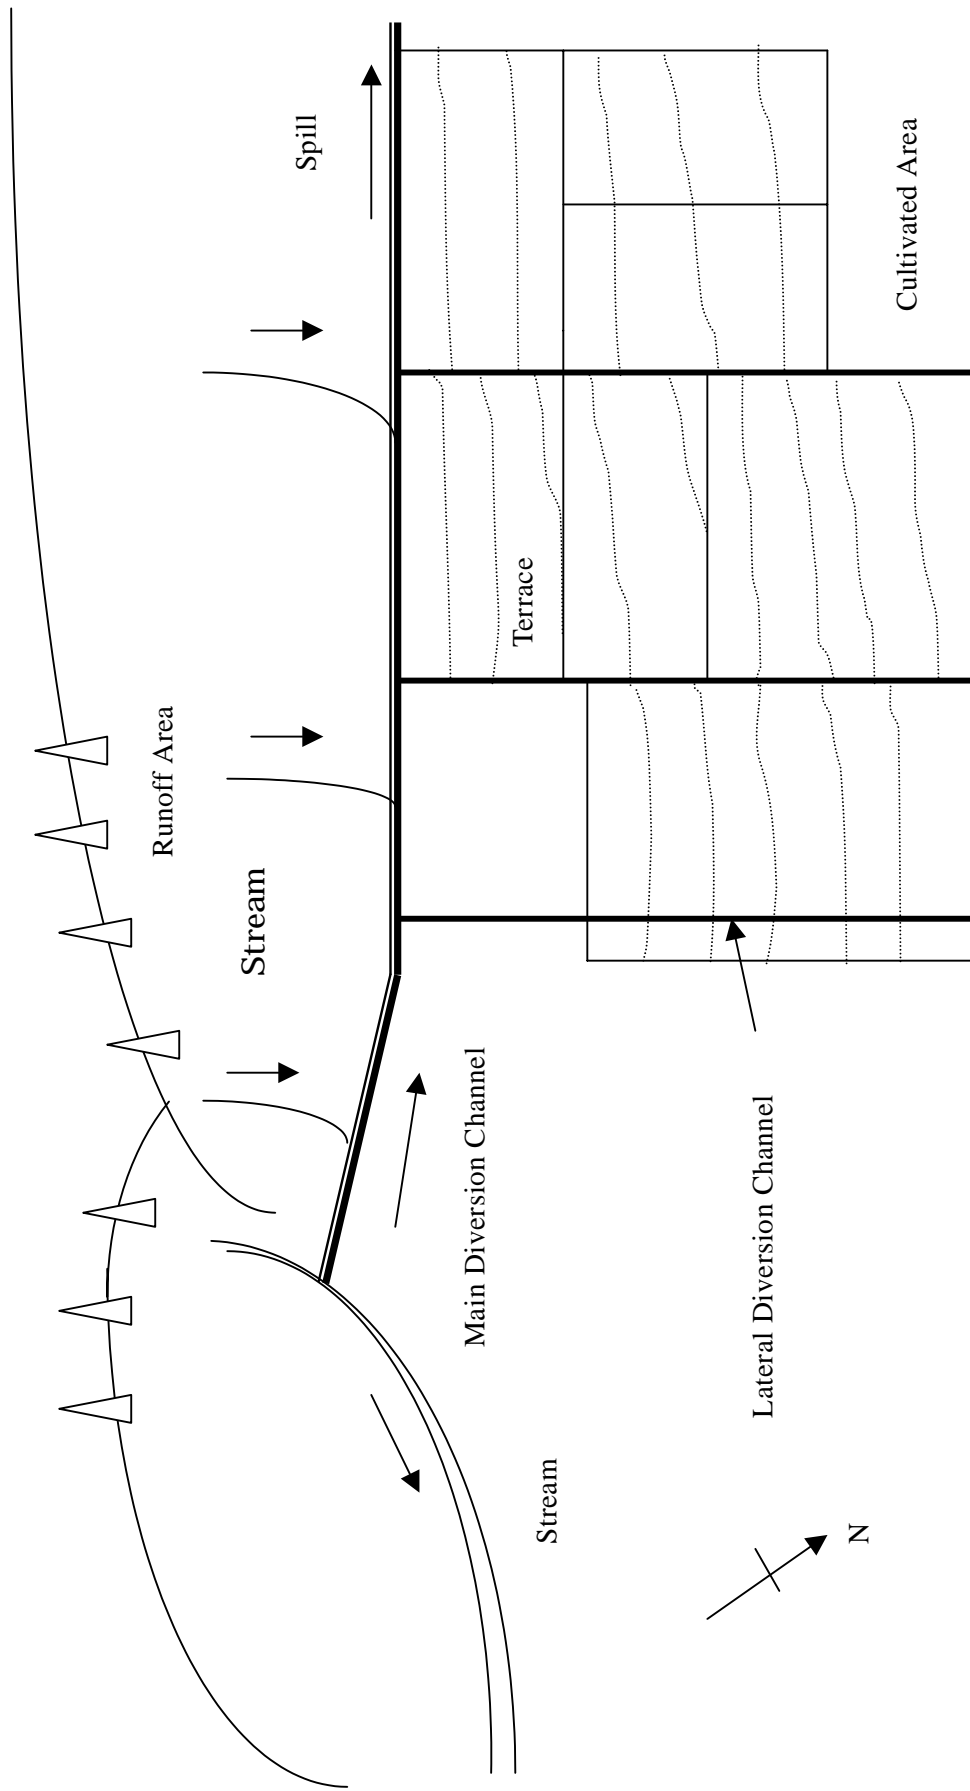 Runoff Area
Stream
Spill
Main Diversion Channel
Stream
Terrace
Lateral Diversion Channel
Cultivated Area
N